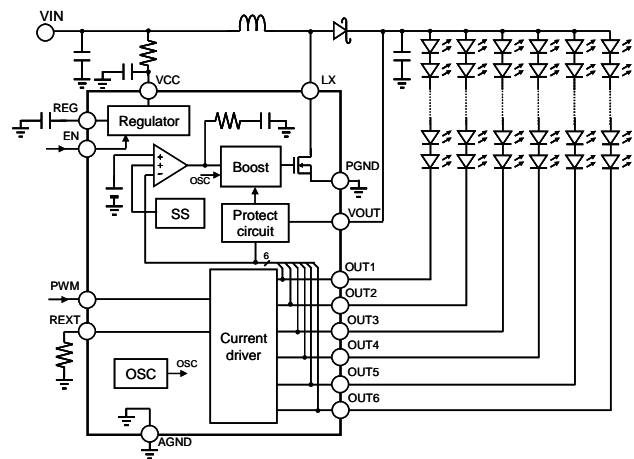 VIN
VCC
LX
REG
Regulator
EN
OSC
Boost
PGND
SS
Protect
circuit
VOUT
6
OUT1
PWM
OUT2
REXT
OUT3
Current
driver
OUT4
OSC
OSC
OUT5
OUT6
AGND